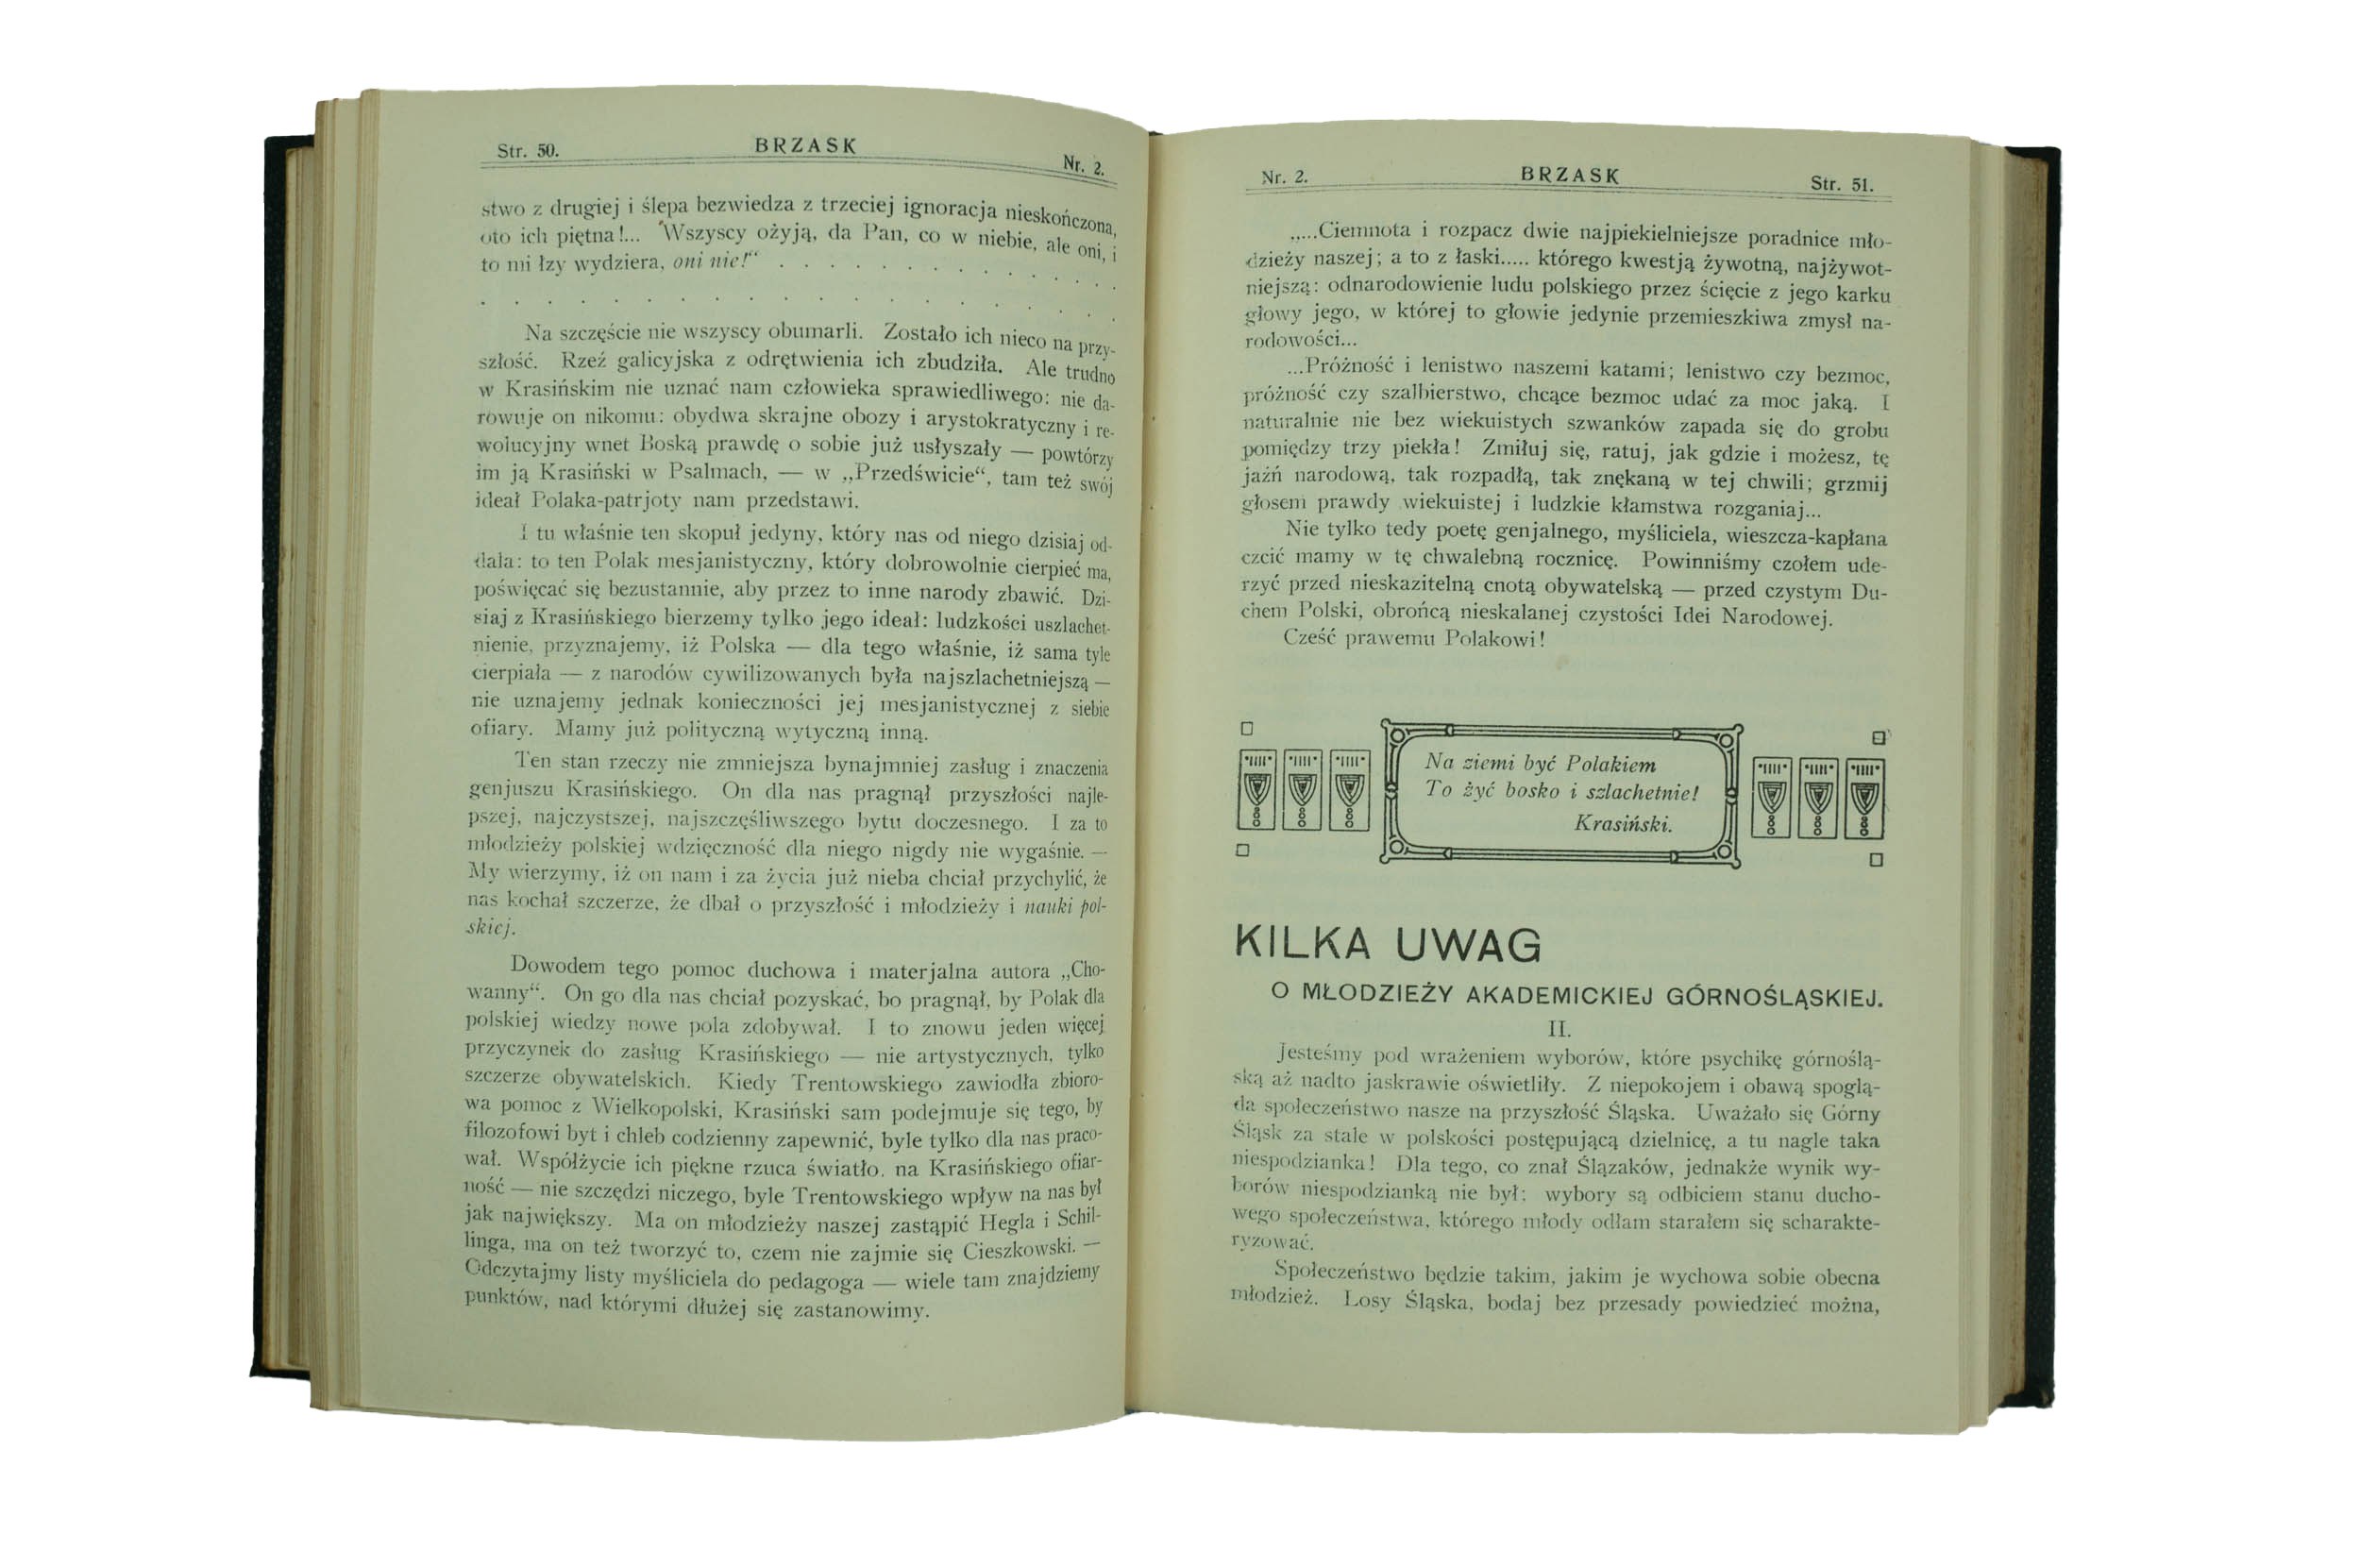 Str. 50. BRZASK Nr. 2.
stwo z drugiej i ślepa bezwiedza z trzeciej ignoracja nieskończona,
oto ich piętna!... Wszyscy ożyją, da Pan, co w niebie, ale oni, i
to mi łzy wydziera, oni nie!“ . . . . . . . . . . . . .
. . . . . . . . . . . . . . . . . . . .
Na szczęście nie wszyscy obumarli. Zostało ich nieco na przy-
szłość. Rzeź galicyjska z odrętwienia ich zbudziła. Ale trudno
w Krasińskim nie uznać nam człowieka sprawiedliwego: nie da-
rowuje on nikomu: obydwa skrajne obozy i arystokratyczny i re-
wolucyjny wnet Boską prawdę o sobie już usłyszały — powtórzy
im ją Krasiński w Psalmach, — w „Przedświcie“, tam też swój
ideał Polaka-patrjoty nam przedstawi.
I tu właśnie ten skopuł jedyny, który nas od niego dzisiaj od-
dala: to ten Polak mesjanistyczny, który dobrowolnie cierpieć ma,
poświęcać się bezustannie, aby przez to inne narody zbawić. Dzi-
siaj z Krasińskiego bierzemy tylko jego ideał: ludzkości uszlachet-
nienie, przyznajemy, iż Polska — dla tego właśnie, iż sama tyle
cierpiała — z narodów cywilizowanych była najszlachetniejszą —
nie uznajemy jednak konieczności jej mesjanistycznej z siebie
ofiary. Mamy już polityczną wytyczną inną.
Ten stan rzeczy nie zmniejsza bynajmniej zasług i znaczenia
genjuszu Krasińskiego. On dla nas pragnął przyszłości najle-
pszej, najczystszej, najszczęśliwszego bytu doczesnego. I za to
młodzieży polskiej wdzięczność dla niego nigdy nie wygaśnie. —
My wierzymy, iż on nam i za życia już nieba chciał przychylić, że
nas kochał szczerze, że dbał o przyszłość i młodzieży i nauki pol-
skiej.
Dowodem tego pomoc duchowa i materjalna autora „Cho-
wanny“. On go dla nas chciał pozyskać, bo pragnął, by Polak dla
polskiej wiedzy nowe pola zdobywał. I to znowu jeden więcej
przyczynek do zasług Krasińskiego — nie artystycznych, tylko
szczerze obywatelskich. Kiedy Trentowskiego zawiodła zbioro-
wa pomoc z Wielkopolski, Krasiński sam podejmuje się tego, by
filozofowi byt i chleb codzienny zapewnić, byle tylko dla nas praco-
wał. Współżycie ich piękne rzuca światło, na Krasińskiego ofiar-
ność — nie szczędzi niczego, byle Trentowskiego wpływ na nas był
jak największy. Ma on młodzieży naszej zastąpić Hegla i Schil-
linga, ma on też tworzyć to, czem nie zajmie się Cieszkowski. —
Odczytajmy listy myśliciela do pedagoga — wiele tam znajdziemy
punktów, nad którymi dłużej się zastanowimy.
Nr. 2. BRZASK Str. 51.
„....Ciemnota i rozpacz dwie najpiekielniejsze poradnice mło-
dzieży naszej; a to z łaski..... którego kwestją żywotną, najżywot-
niejszą: odnarodowienie ludu polskiego przez ścięcie z jego karku
głowy jego, w której to głowie jedynie przemieszkiwa zmysł na-
rodowości...
...Próżność i lenistwo naszemi katami; lenistwo czy bezmoc,
próżność czy szalbierstwo, chcące bezmoc udać za moc jaką. I
naturalnie nie bez wiekuistych szwanków zapada się do grobu
pomiędzy trzy piekła! Zmiłuj się, ratuj, jak gdzie i możesz, tę
jaźń narodową, tak rozpadłą, tak znękaną w tej chwili; grzmij
głosem prawdy wiekuistej i ludzkie kłamstwa rozganiaj...
Nie tylko tedy poetę genjalnego, myśliciela, wieszcza-kapłana
czcić mamy w tę chwalebną rocznicę. Powinniśmy czołem ude-
rzyć przed nieskazitelną cnotą obywatelską — przed czystym Du-
chem Polski, obrońcą nieskalanej czystości Idei Narodowej.
Cześć prawemu Polakowi!
Na ziemi być Polakiem
To żyć bosko i szlachetnie!
Krasiński.
KILKA UWAG
O MŁODZIEŻY AKADEMICKIEJ GÓRNOŚLĄSKIEJ.
II.
Jesteśmy pod wrażeniem wyborów, które psychikę górnoślą-
ską aż nadto jaskrawie oświetliły. Z niepokojem i obawą spoglą-
da społeczeństwo nasze na przyszłość Śląska. Uważało się Górny
Śląsk za stale w polskości postępującą dzielnicę, a tu nagle taka
niespodzianka! Dla tego, co znał Ślązaków, jednakże wynik wy-
borów niespodzianką nie był: wybory są odbiciem stanu ducho-
wego społeczeństwa, którego młody odłam starałem się scharakte-
ryzować.
Społeczeństwo będzie takim, jakim je wychowa sobie obecna
młodzież. Losy Śląska, bodaj bez przesady powiedzieć można,